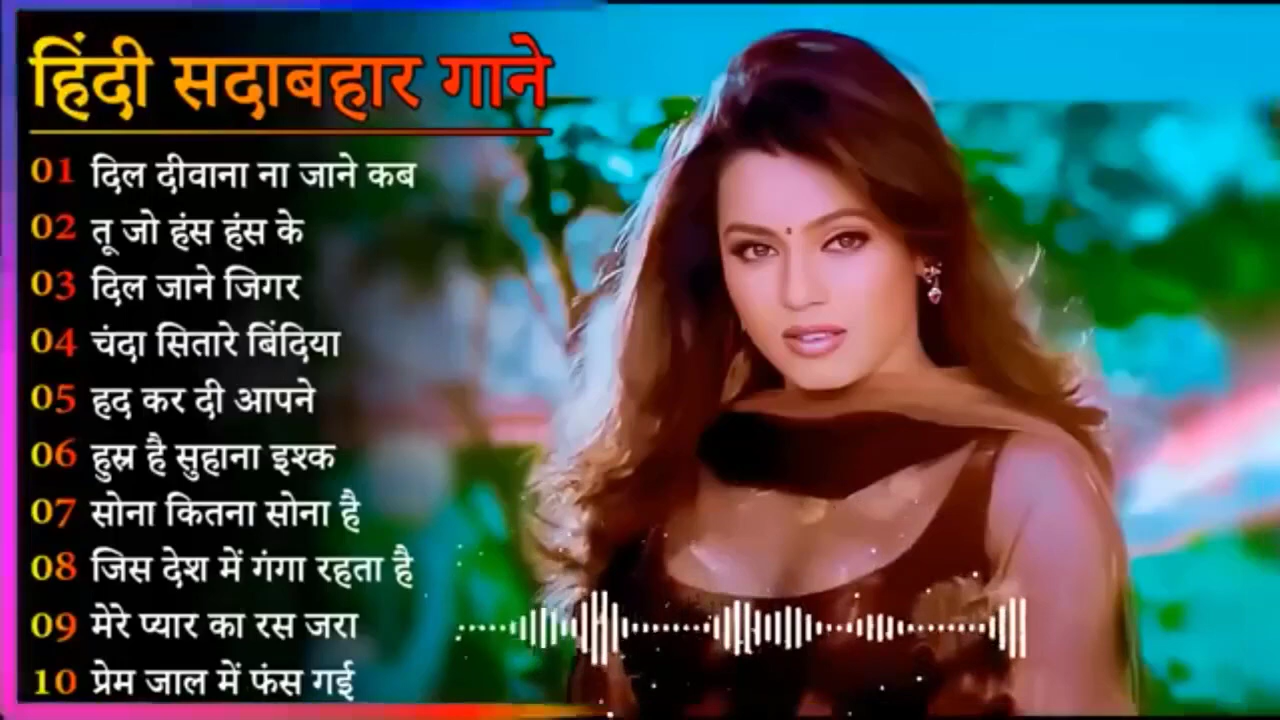 हिंदी सदाबहार गाने
01 दिल दीवाना ना जाने कब
02 तू जो हंस हंस के
03 दिल जाने जिगर
04 चंदा सितारे बिंदिया
05 हद कर दी आपने
06 हुस्न है सुहाना इश्क
07 सोना कितना सोना है
08 जिस देश में गंगा रहता है
09 मेरे प्यार का रस जरा
10 प्रेम जाल में फंस गई